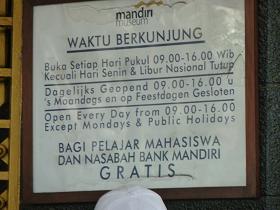 mandiri
museum
WAKTU BERKUNJUNG
Buka Setiap Hari Pukul 09.00-16.00 Wib
Kecuali Hari Senin & Libur Nasional Tutup
Dagelijks Geopend 09.00-16.00 u
's Maandags en op Feestdagen Gesloten
Open Every Day from 09.00-16.00
Except Mondays & Public Holidays
BAGI PELAJAR MAHASISWA
DAN NASABAH BANK MANDIRI
GRATIS